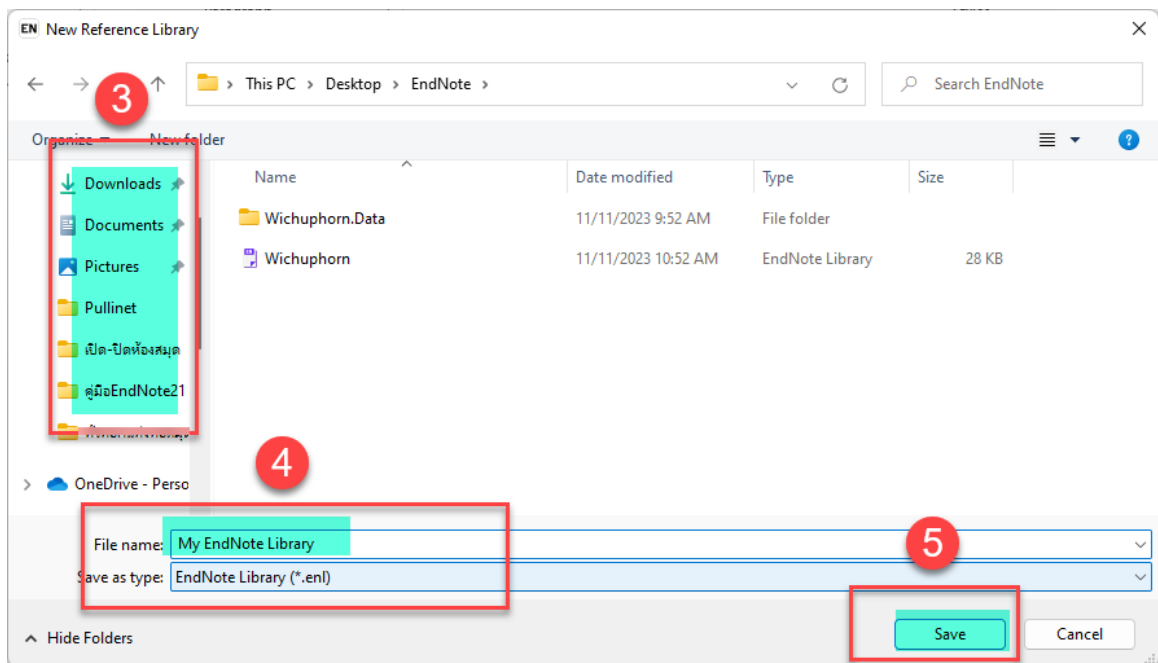 EN New Reference Library
3
This PC > Desktop > EndNote >
Search EndNote
Organize
New folder
Name
Date modified
Type
Size
Downloads
Documents
Pictures
Pullinet
เปิด-ปิดห้องสมุด
คู่มือEndNote21
Wichuphorn.Data
11/11/2023 9:52 AM
File folder
Wichuphorn
11/11/2023 10:52 AM
EndNote Library
28 KB
OneDrive - Perso
4
File name: My EndNote Library
Save as type: EndNote Library (*.enl)
5
Hide Folders
Save
Cancel